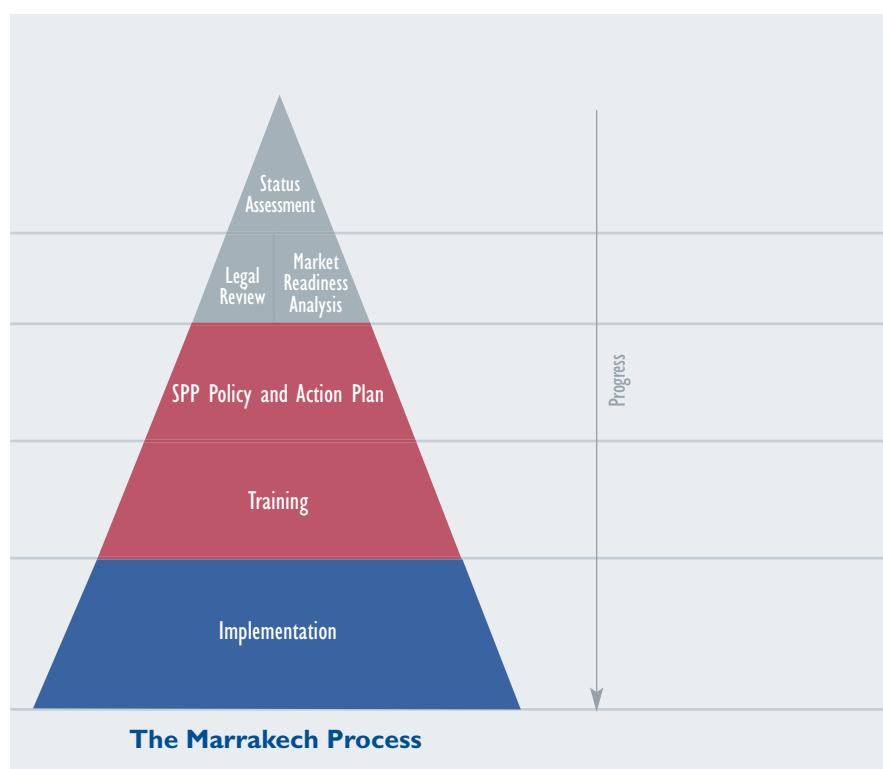 Status
Assessment
Legal
Review
Market
Readiness
Analysis
SPP Policy and Action Plan
Training
Implementation
Progress
The Marrakech Process